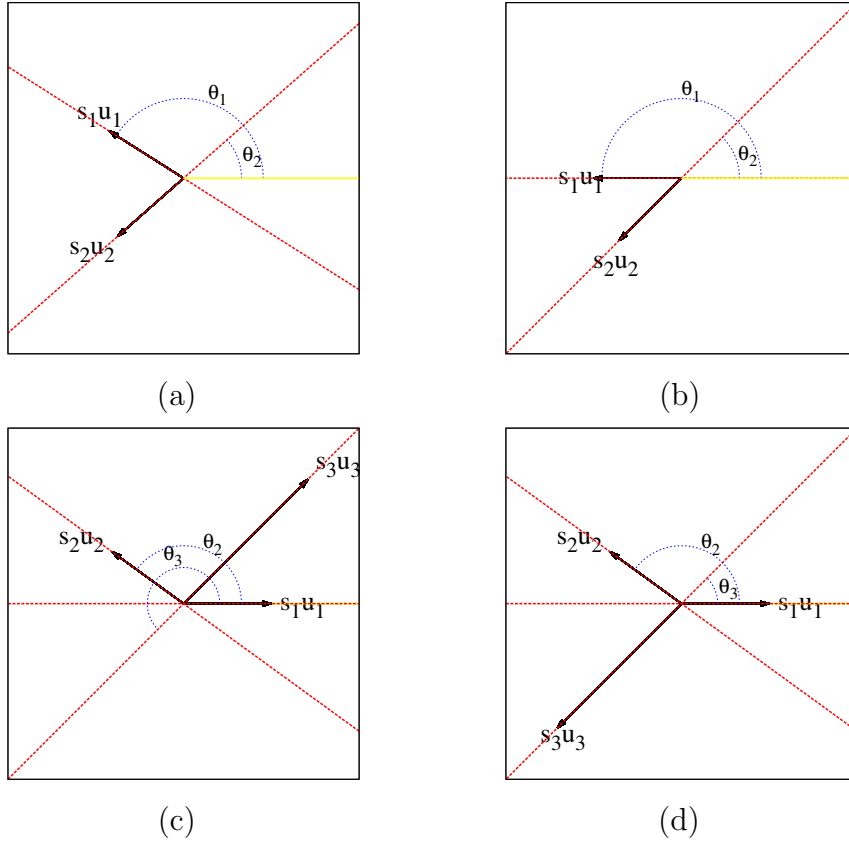 θ₁
s₁u₁
θ₂
s₂u₂
(a)
θ₁
θ₂
s₁u₁
s₂u₂
(b)
s₃u₃
s₂u₂
θ₃
θ₂
s₁u₁
(c)
s₂u₂
θ₂
θ₃
s₁u₁
s₃u₃
(d)